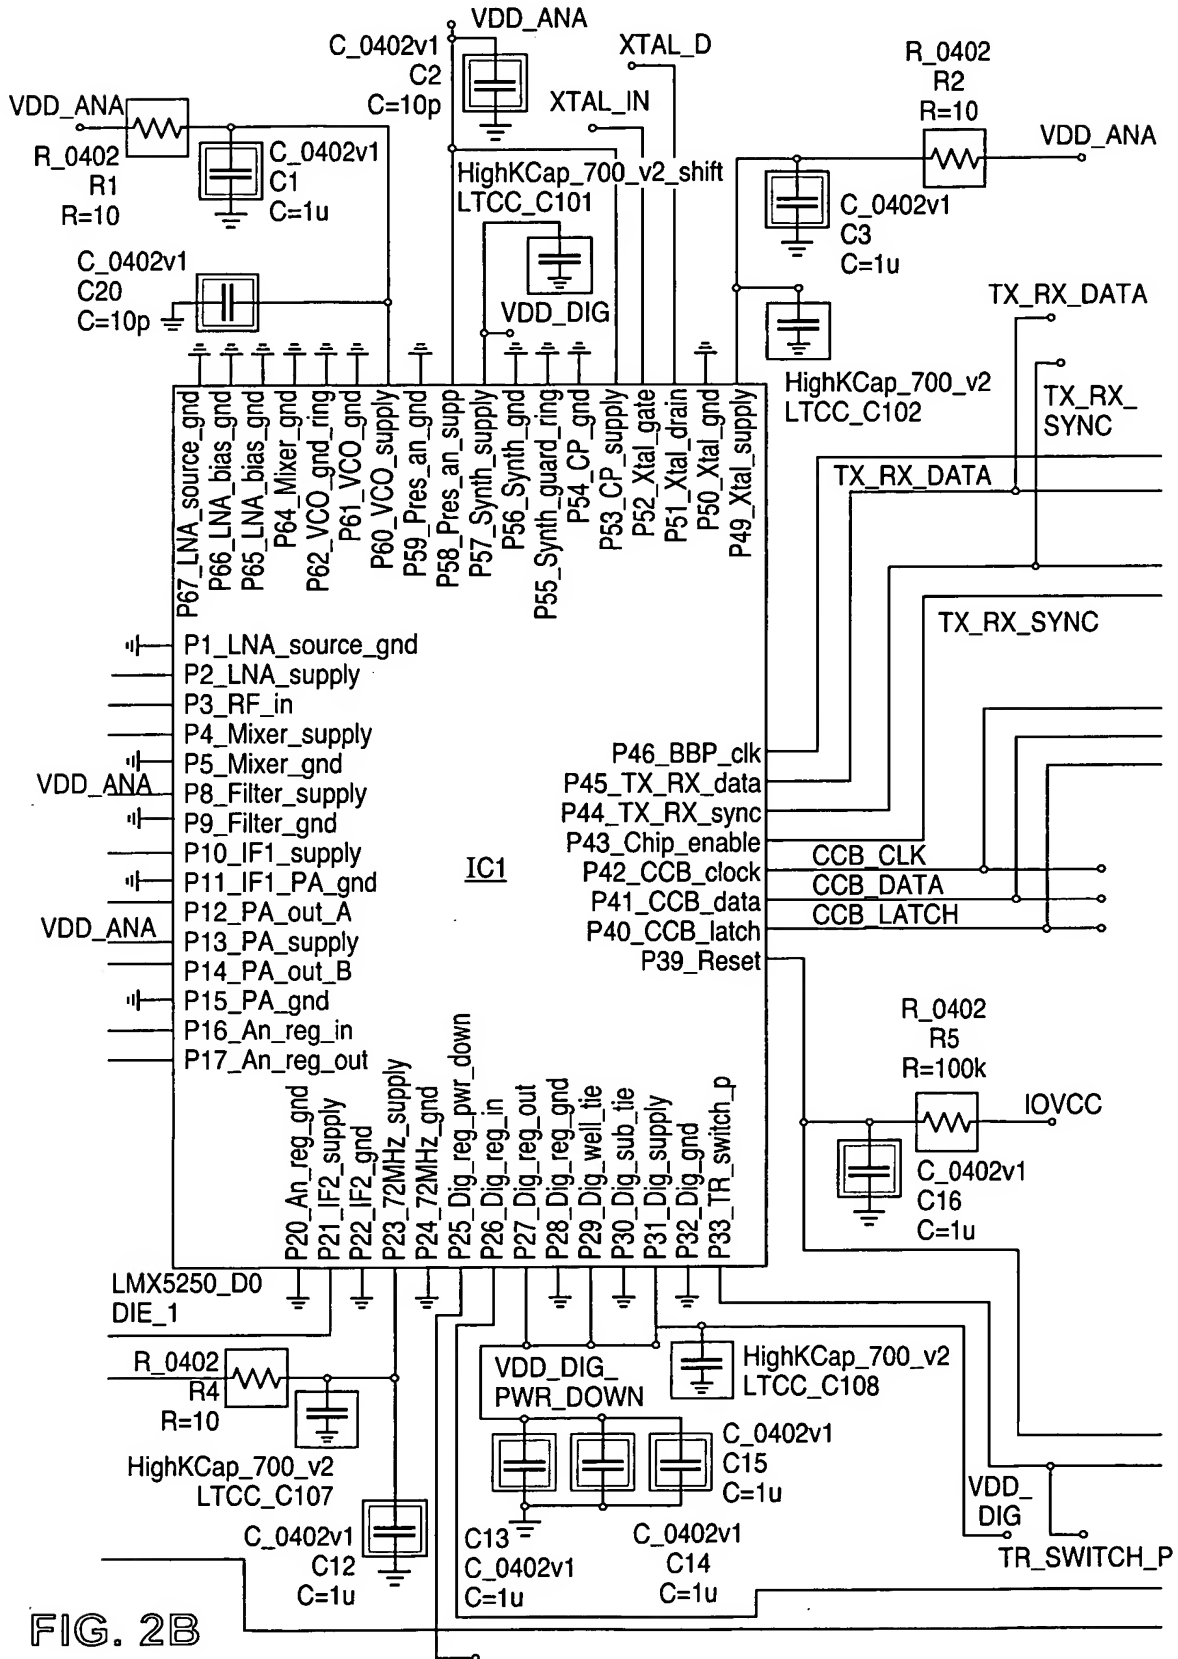 VDD_ANA
C_0402v1
C2
C=10p
XTAL_D
XTAL_IN
R_0402
R2
R=10
VDD_ANA
VDD_ANA
R_0402
R1
R=10
C_0402v1
C1
C=1u
HighKCap_700_v2_shift
LTCC_C101
C_0402v1
C3
C=1u
C_0402v1
C20
C=10p
VDD_DIG
TX_RX_DATA
HighKCap_700_v2
LTCC_C102
TX_RX_
SYNC
TX_RX_DATA
TX_RX_SYNC
P67_LNA_source_gnd
P66_LNA_bias_gnd
P65_LNA_bias_gnd
P64_Mixer_gnd
P62_VCO_gnd_ring
P61_VCO_gnd
P60_VCO_supply
P59_Pres_an_gnd
P58_Pres_an_supp
P57_Synth_supply
P56_Synth_gnd
P55_Synth_guard_ring
P54_CP_gnd
P53_CP_supply
P52_Xtal_gate
P51_Xtal_drain
P50_Xtal_gnd
P49_Xtal_supply
P1_LNA_source_gnd
P2_LNA_supply
P3_RF_in
P4_Mixer_supply
P5_Mixer_gnd
VDD_ANA
P8_Filter_supply
P9_Filter_gnd
P10_IF1_supply
P11_IF1_PA_gnd
P12_PA_out_A
VDD_ANA
P13_PA_supply
P14_PA_out_B
P15_PA_gnd
P16_An_reg_in
P17_An_reg_out
IC1
P46_BBP_clk
P45_TX_RX_data
P44_TX_RX_sync
P43_Chip_enable
P42_CCB_clock
P41_CCB_data
P40_CCB_latch
P39_Reset
CCB_CLK
CCB_DATA
CCB_LATCH
R_0402
R5
R=100k
IOVCC
C_0402v1
C16
C=1u
P20_An_reg_gnd
P21_IF2_supply
P22_IF2_gnd
P23_72MHz_supply
P24_72MHz_gnd
P25_Dig_reg_pwr_down
P26_Dig_reg_in
P27_Dig_reg_out
P28_Dig_reg_gnd
P29_Dig_well_tie
P30_Dig_sub_tie
P31_Dig_supply
P32_Dig_gnd
P33_TR_switch_p
LMX5250_D0
DIE_1
R_0402
R4
R=10
HighKCap_700_v2
LTCC_C107
C_0402v1
C12
C=1u
VDD_DIG_
PWR_DOWN
HighKCap_700_v2
LTCC_C108
C_0402v1
C15
C=1u
C13
C_0402v1
C=1u
C_0402v1
C14
C=1u
VDD_
DIG
TR_SWITCH_P
FIG. 2B